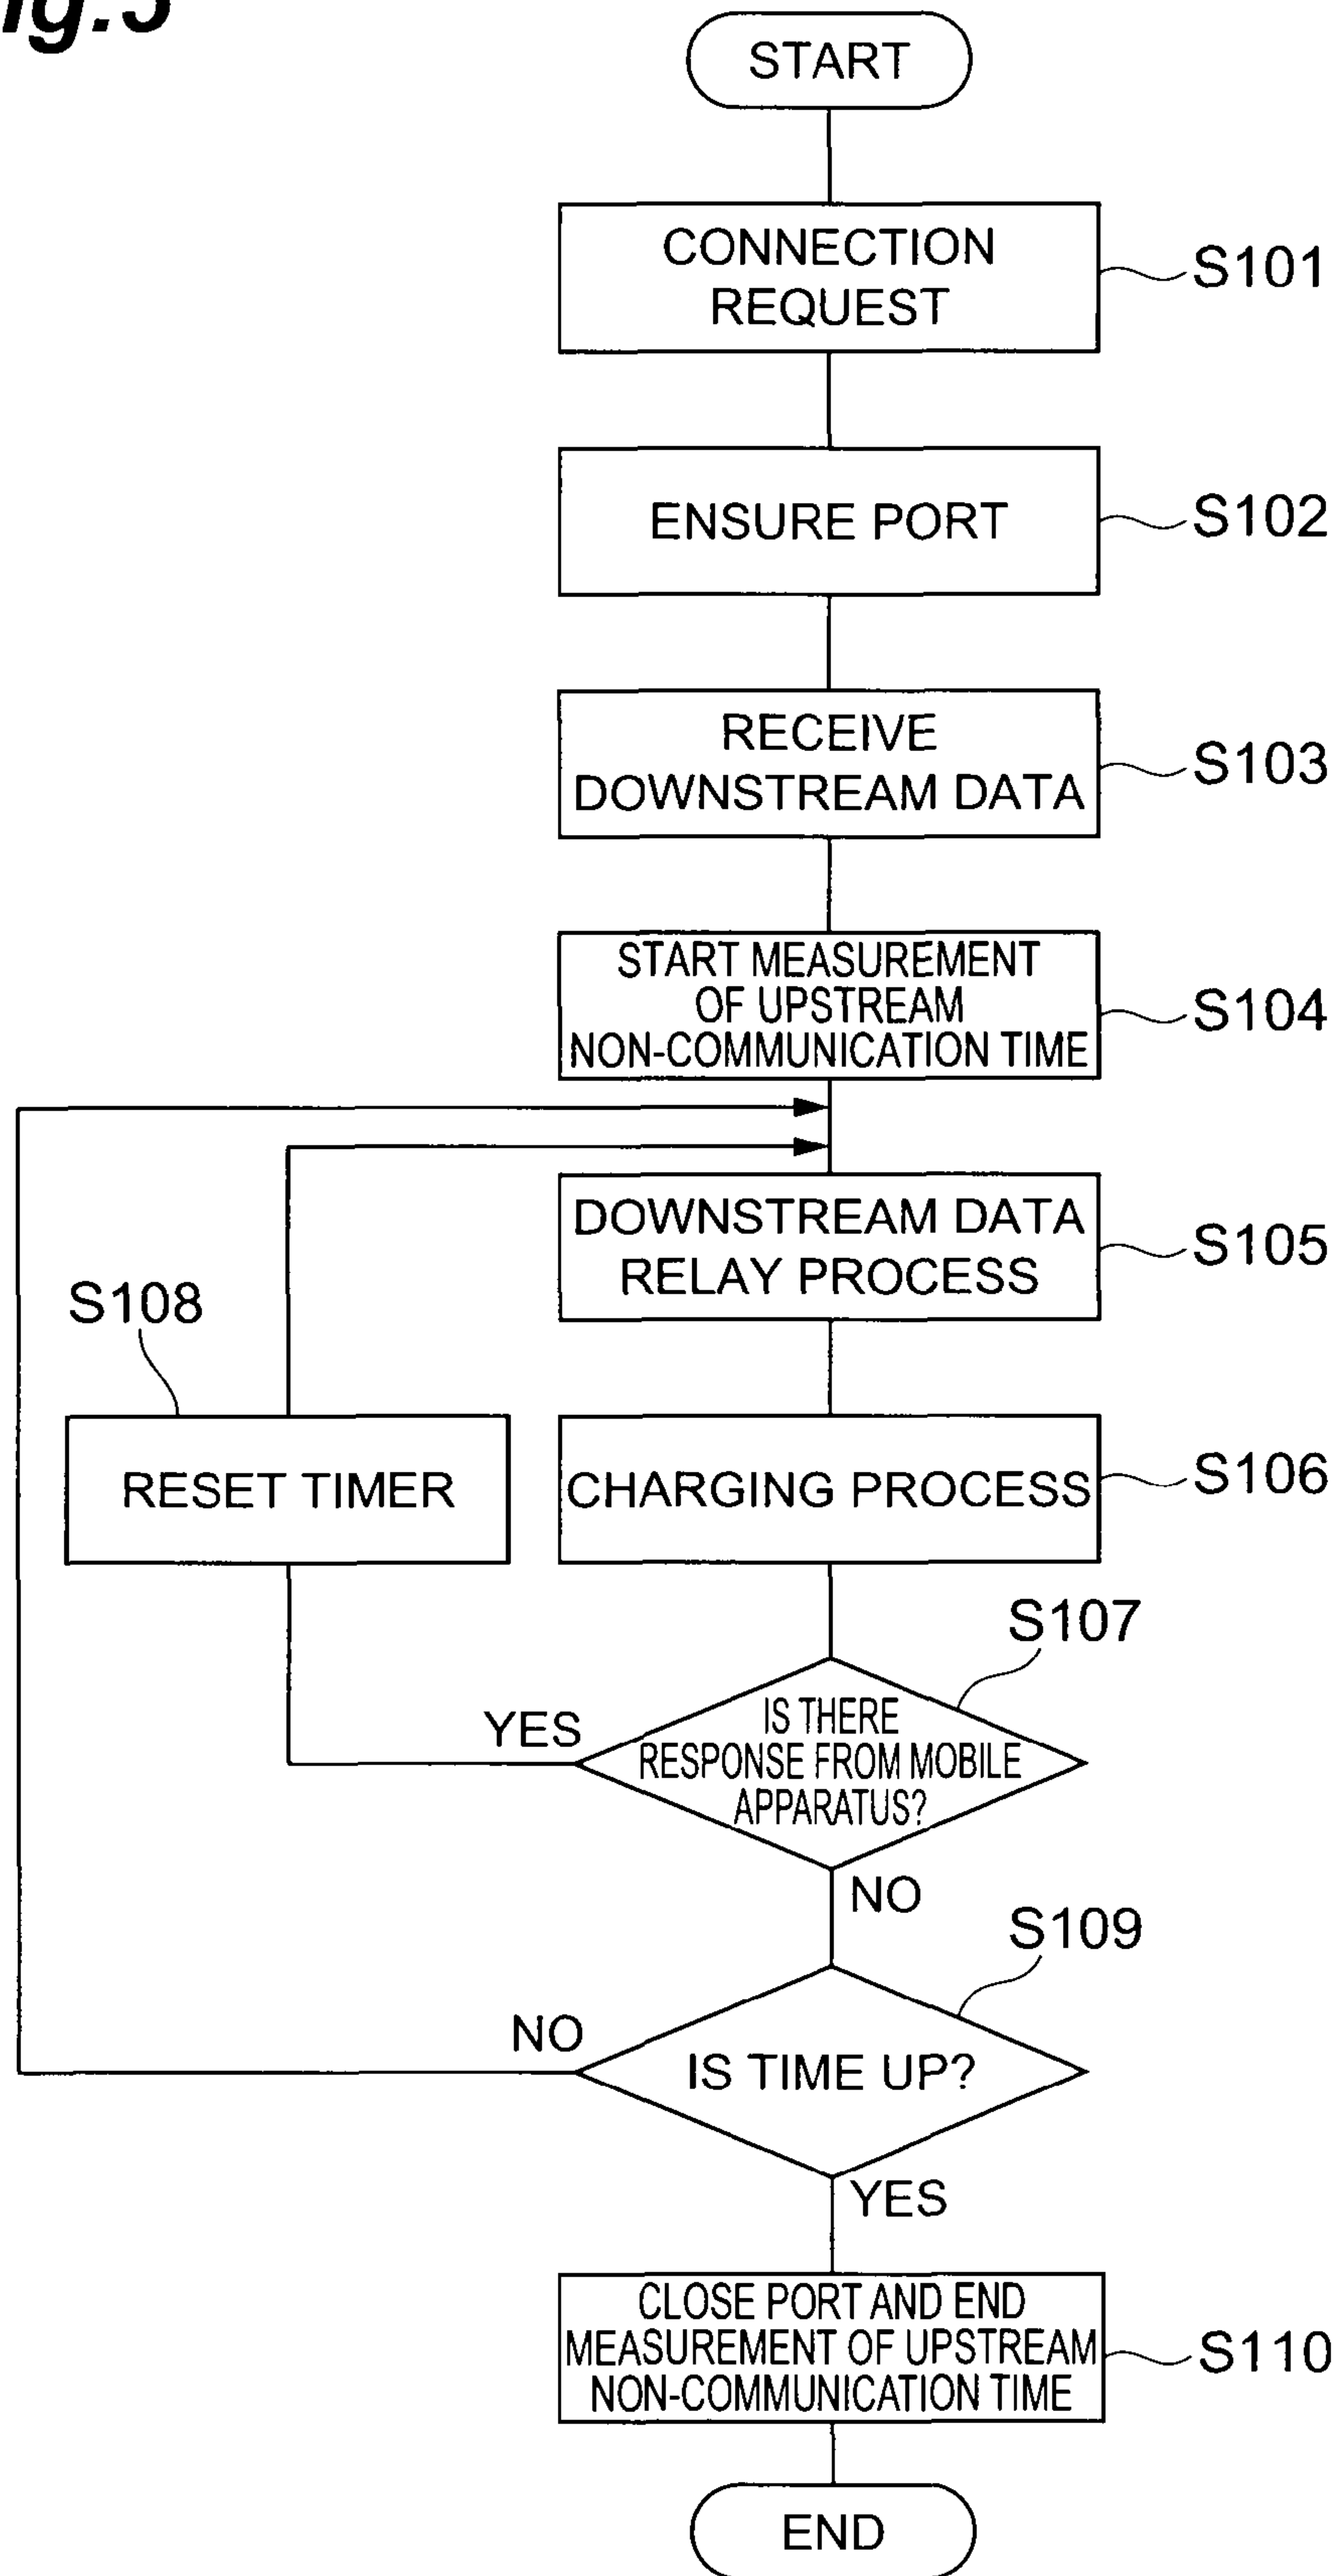 START
CONNECTION
REQUEST
S101
ENSURE PORT
S102
RECEIVE
DOWNSTREAM DATA
S103
START MEASUREMENT
OF UPSTREAM
NON-COMMUNICATION TIME
S104
DOWNSTREAM DATA
RELAY PROCESS
S105
S108
RESET TIMER
CHARGING PROCESS
S106
S107
YES
IS THERE
RESPONSE FROM MOBILE
APPARATUS?
NO
S109
NO
IS TIME UP?
YES
CLOSE PORT AND END
MEASUREMENT OF UPSTREAM
NON-COMMUNICATION TIME
S110
END